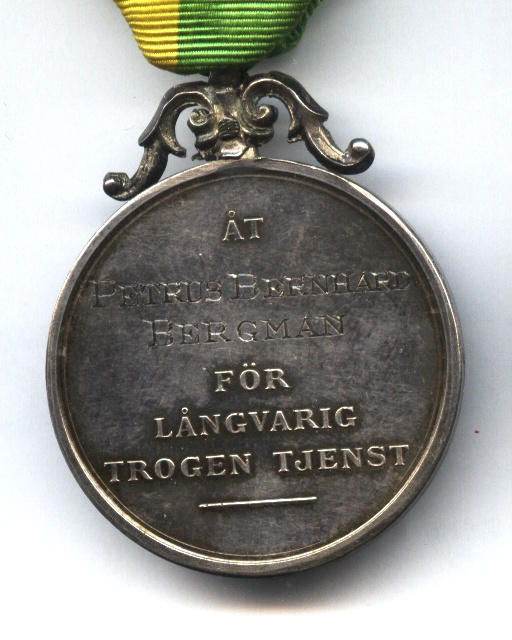 ÅT
PETRUS BERNHARD
BERGMAN
FÖR
LÅNGVARIG
TROGEN TJENST